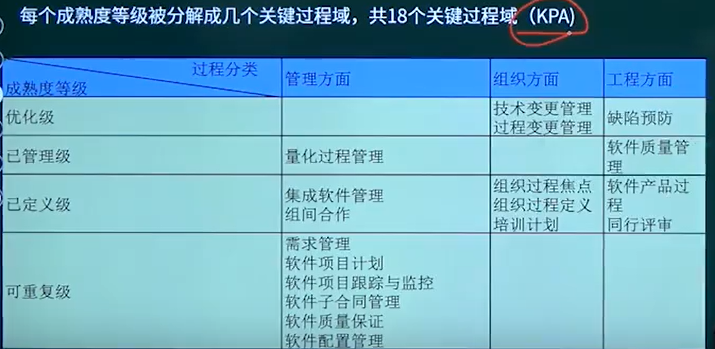 每个成熟度等级被分解成几个关键过程域，共18个关键过程域（KPA）
过程分类
成熟度等级
管理方面
组织方面
工程方面
优化级
技术变更管理
过程变更管理
缺陷预防
已管理级
量化过程管理
软件质量管
理
已定义级
集成软件管理
组间合作
组织过程焦点
组织过程定义
培训计划
软件产品过
程
同行评审
可重复级
需求管理
软件项目计划
软件项目跟踪与监控
软件子合同管理
软件质量保证
软件配置管理